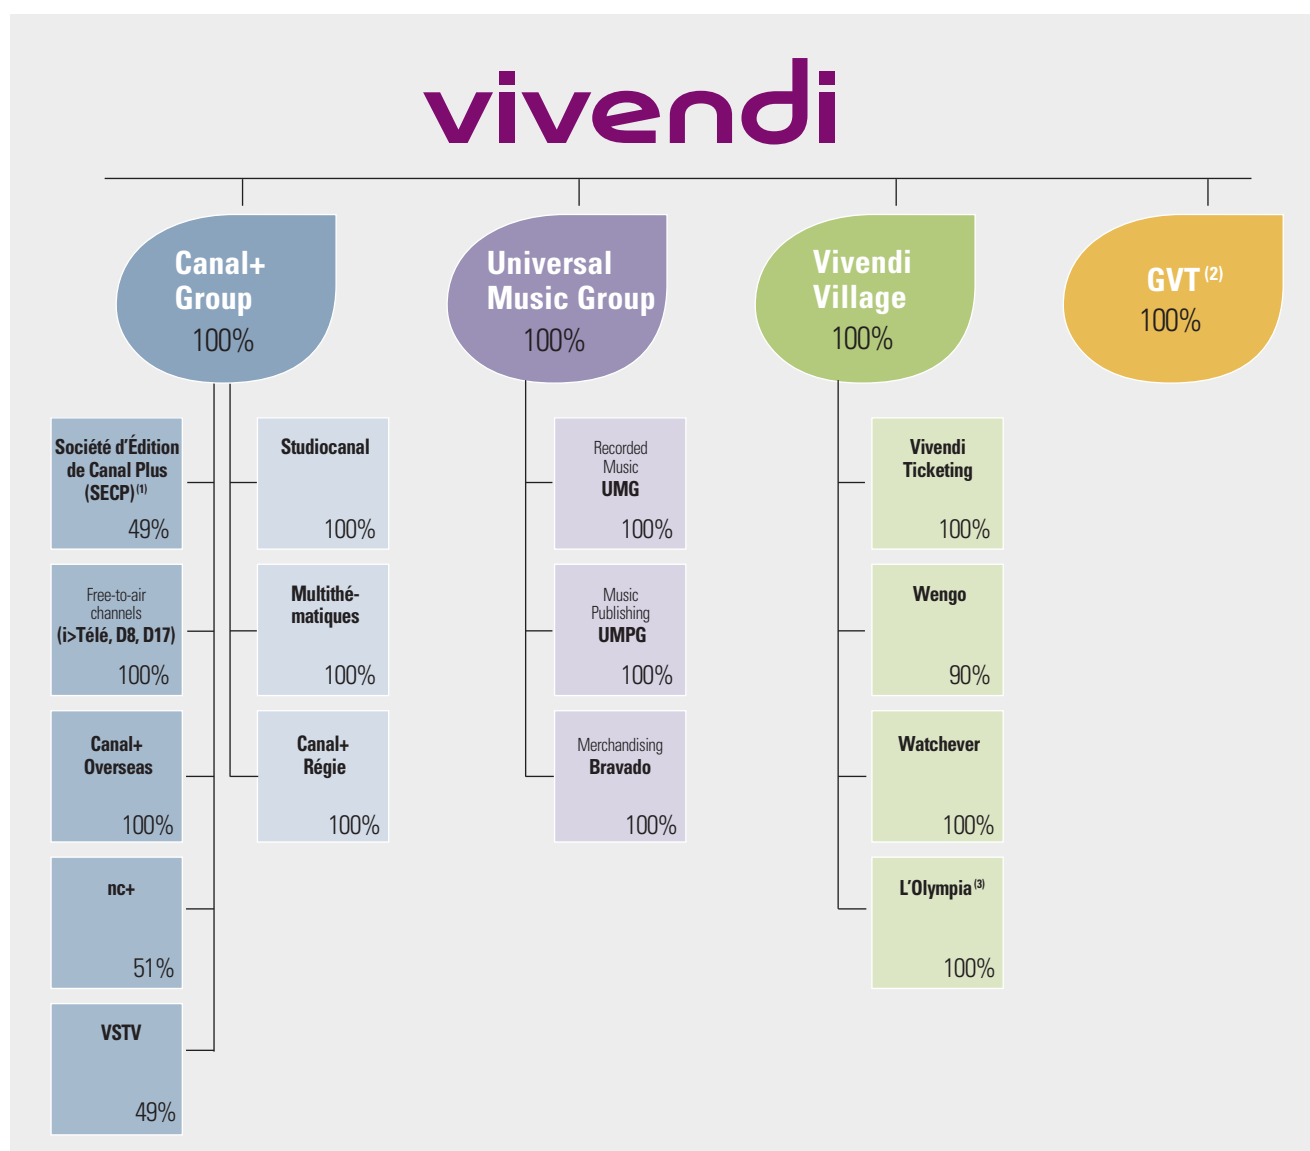 vivendi
Canal+
Group
100%
Universal
Music Group
100%
Vivendi
Village
100%
GVT (2)
100%
Société d'Édition
de Canal Plus
(SECP) (1)
49%
Free-to-air
channels
(i>Télé, D8, D17)
100%
Canal+
Overseas
100%
nc+
51%
VSTV
49%
Studiocanal
100%
Multithé-
matiques
100%
Canal+
Régie
100%
Recorded
Music
UMG
100%
Music
Publishing
UMPG
100%
Merchandising
Bravado
100%
Vivendi
Ticketing
100%
Wengo
90%
Watchever
100%
L'Olympia (3)
100%